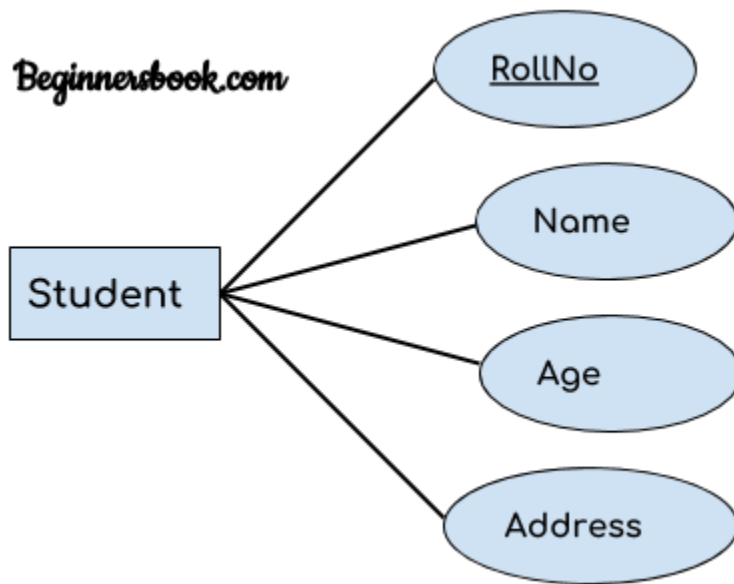 Beginnersbook.com
RollNo
Name
Student
Age
Address